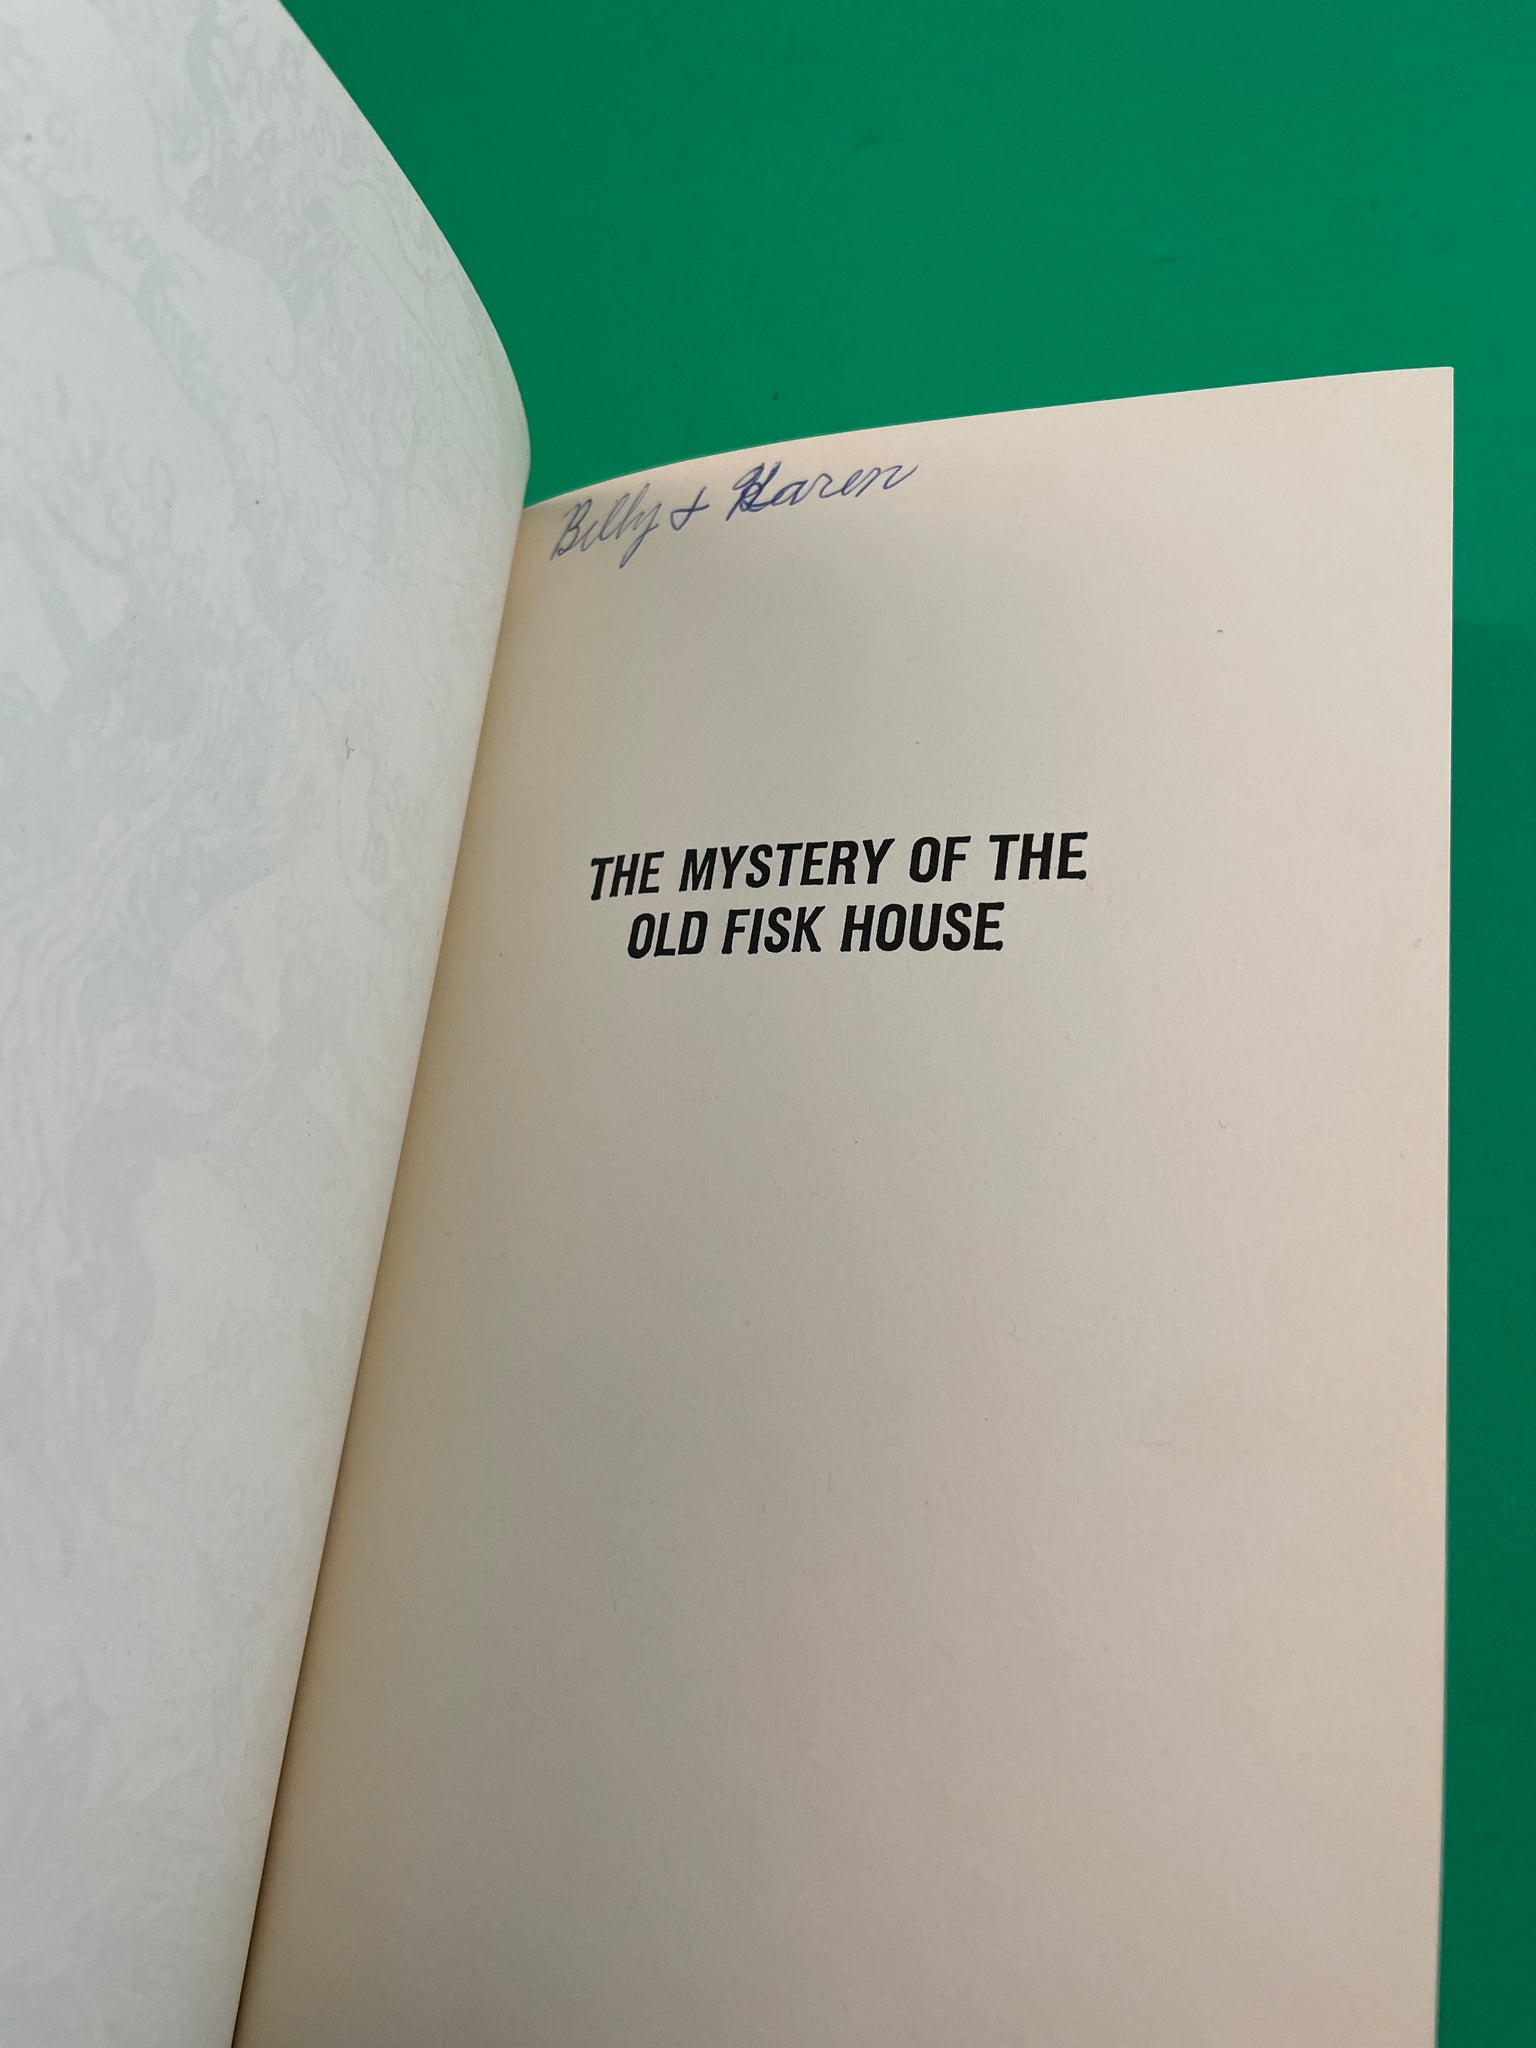 Billy & Karen
THE MYSTERY OF THE
OLD FISK HOUSE